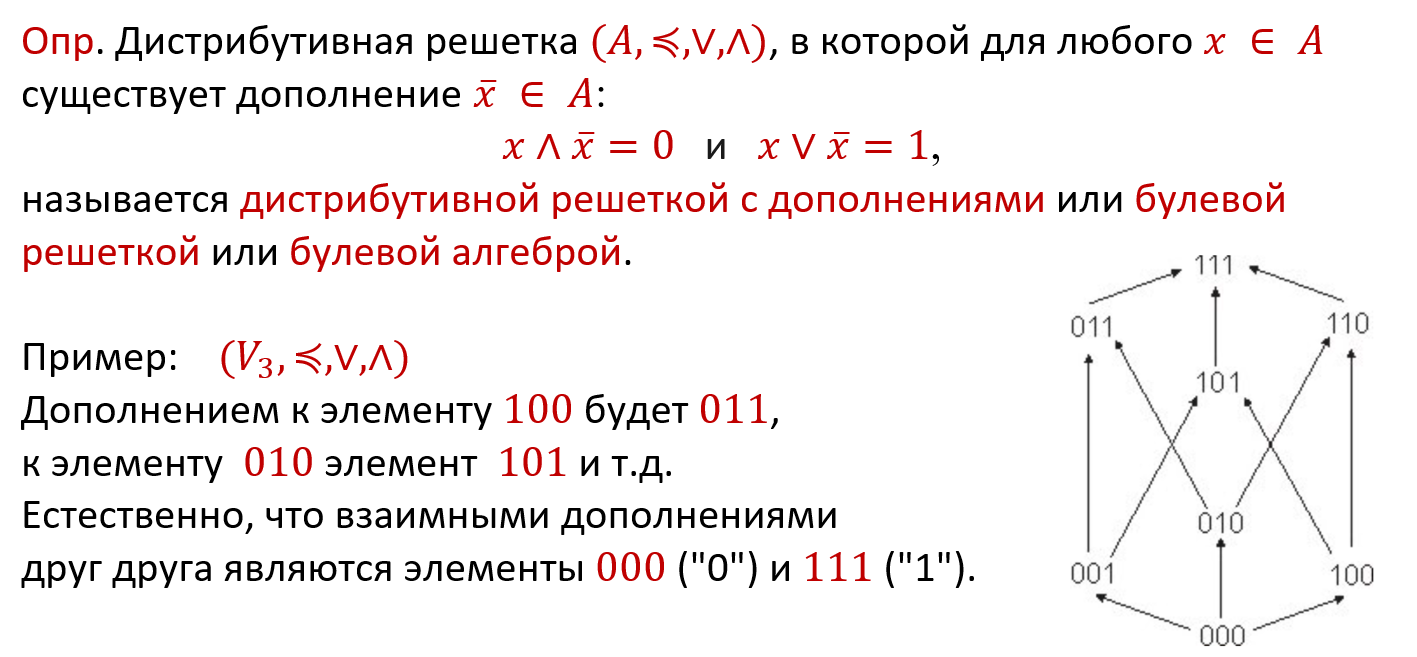 Опр. Дистрибутивная решетка (A, ≼,∨,∧), в которой для любого x ∈ A
существует дополнение x̄ ∈ A:
x ∧ x̄ = 0 и x ∨ x̄ = 1,
называется дистрибутивной решеткой с дополнениями или булевой
решеткой или булевой алгеброй.
Пример: (V₃, ≼,∨,∧)
Дополнением к элементу 100 будет 011,
к элементу 010 элемент 101 и т.д.
Естественно, что взаимными дополнениями
друг друга являются элементы 000 ("0") и 111 ("1").
111
011 110
101
010
001 100
000